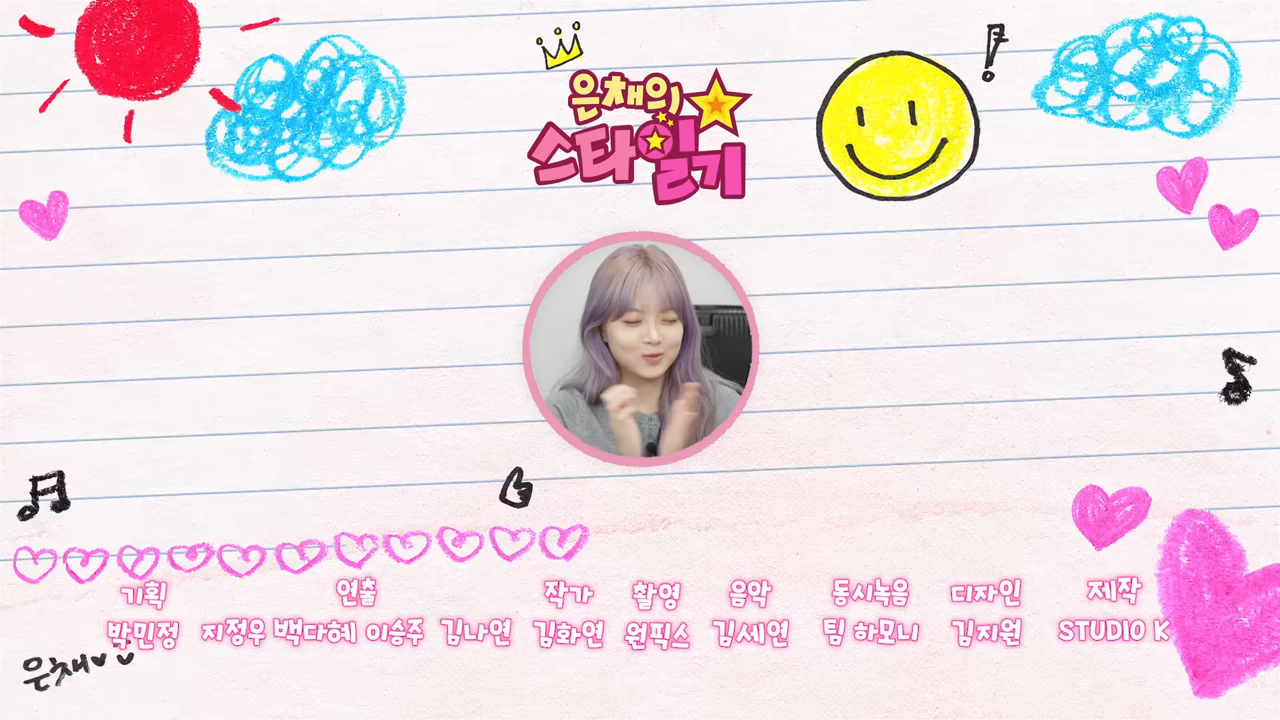 은채의
스타일기
기획 연출 작가 촬영 음악 동시녹음 디자인 제작
박민정 지정우 백다혜 이승주 김나연 김화연 원픽스 김세연 팀 하모니 김지원 STUDIO K
은채